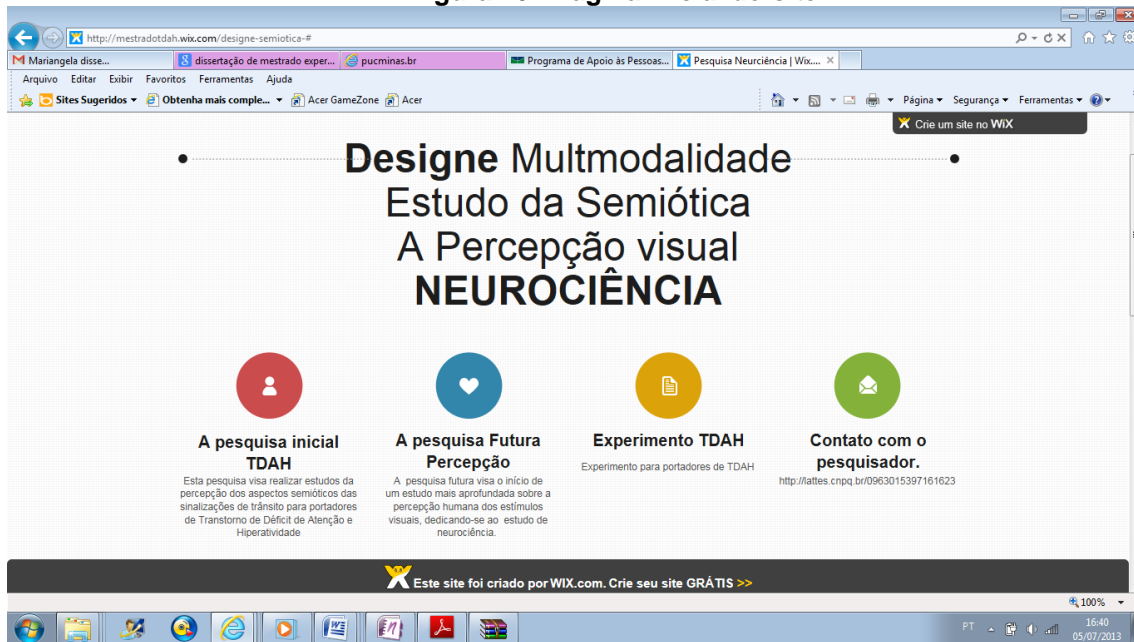 http://mestradotdah.wix.com/designe-semiotica-#
Mariangela disse...
dissertação de mestrado exper...
pucminas.br
Programa de Apoio às Pessoas...
Pesquisa Neurciência | Wix....
Arquivo Editar Exibir Favoritos Ferramentas Ajuda
Sites Sugeridos Obtenha mais comple... Acer GameZone Acer
Página Segurança Ferramentas
Crie um site no WiX
Designe Multmodalidade
Estudo da Semiótica
A Percepção visual
NEUROCIÊNCIA
A pesquisa inicial
TDAH
Esta pesquisa visa realizar estudos da
percepção dos aspectos semióticos das
sinalizações de trânsito para portadores
de Transtorno de Déficit de Atenção e
Hiperatividade
A pesquisa Futura
Percepção
A pesquisa futura visa o início de
um estudo mais aprofundada sobre a
percepção humana dos estímulos
visuais, dedicando-se ao estudo de
neurociência.
Experimento TDAH
Experimento para portadores de TDAH
Contato com o
pesquisador.
http://lattes.cnpq.br/0963015397161623
Este site foi criado por WIX.com. Crie seu site GRÁTIS >>
100%
PT
16:40
05/07/2013